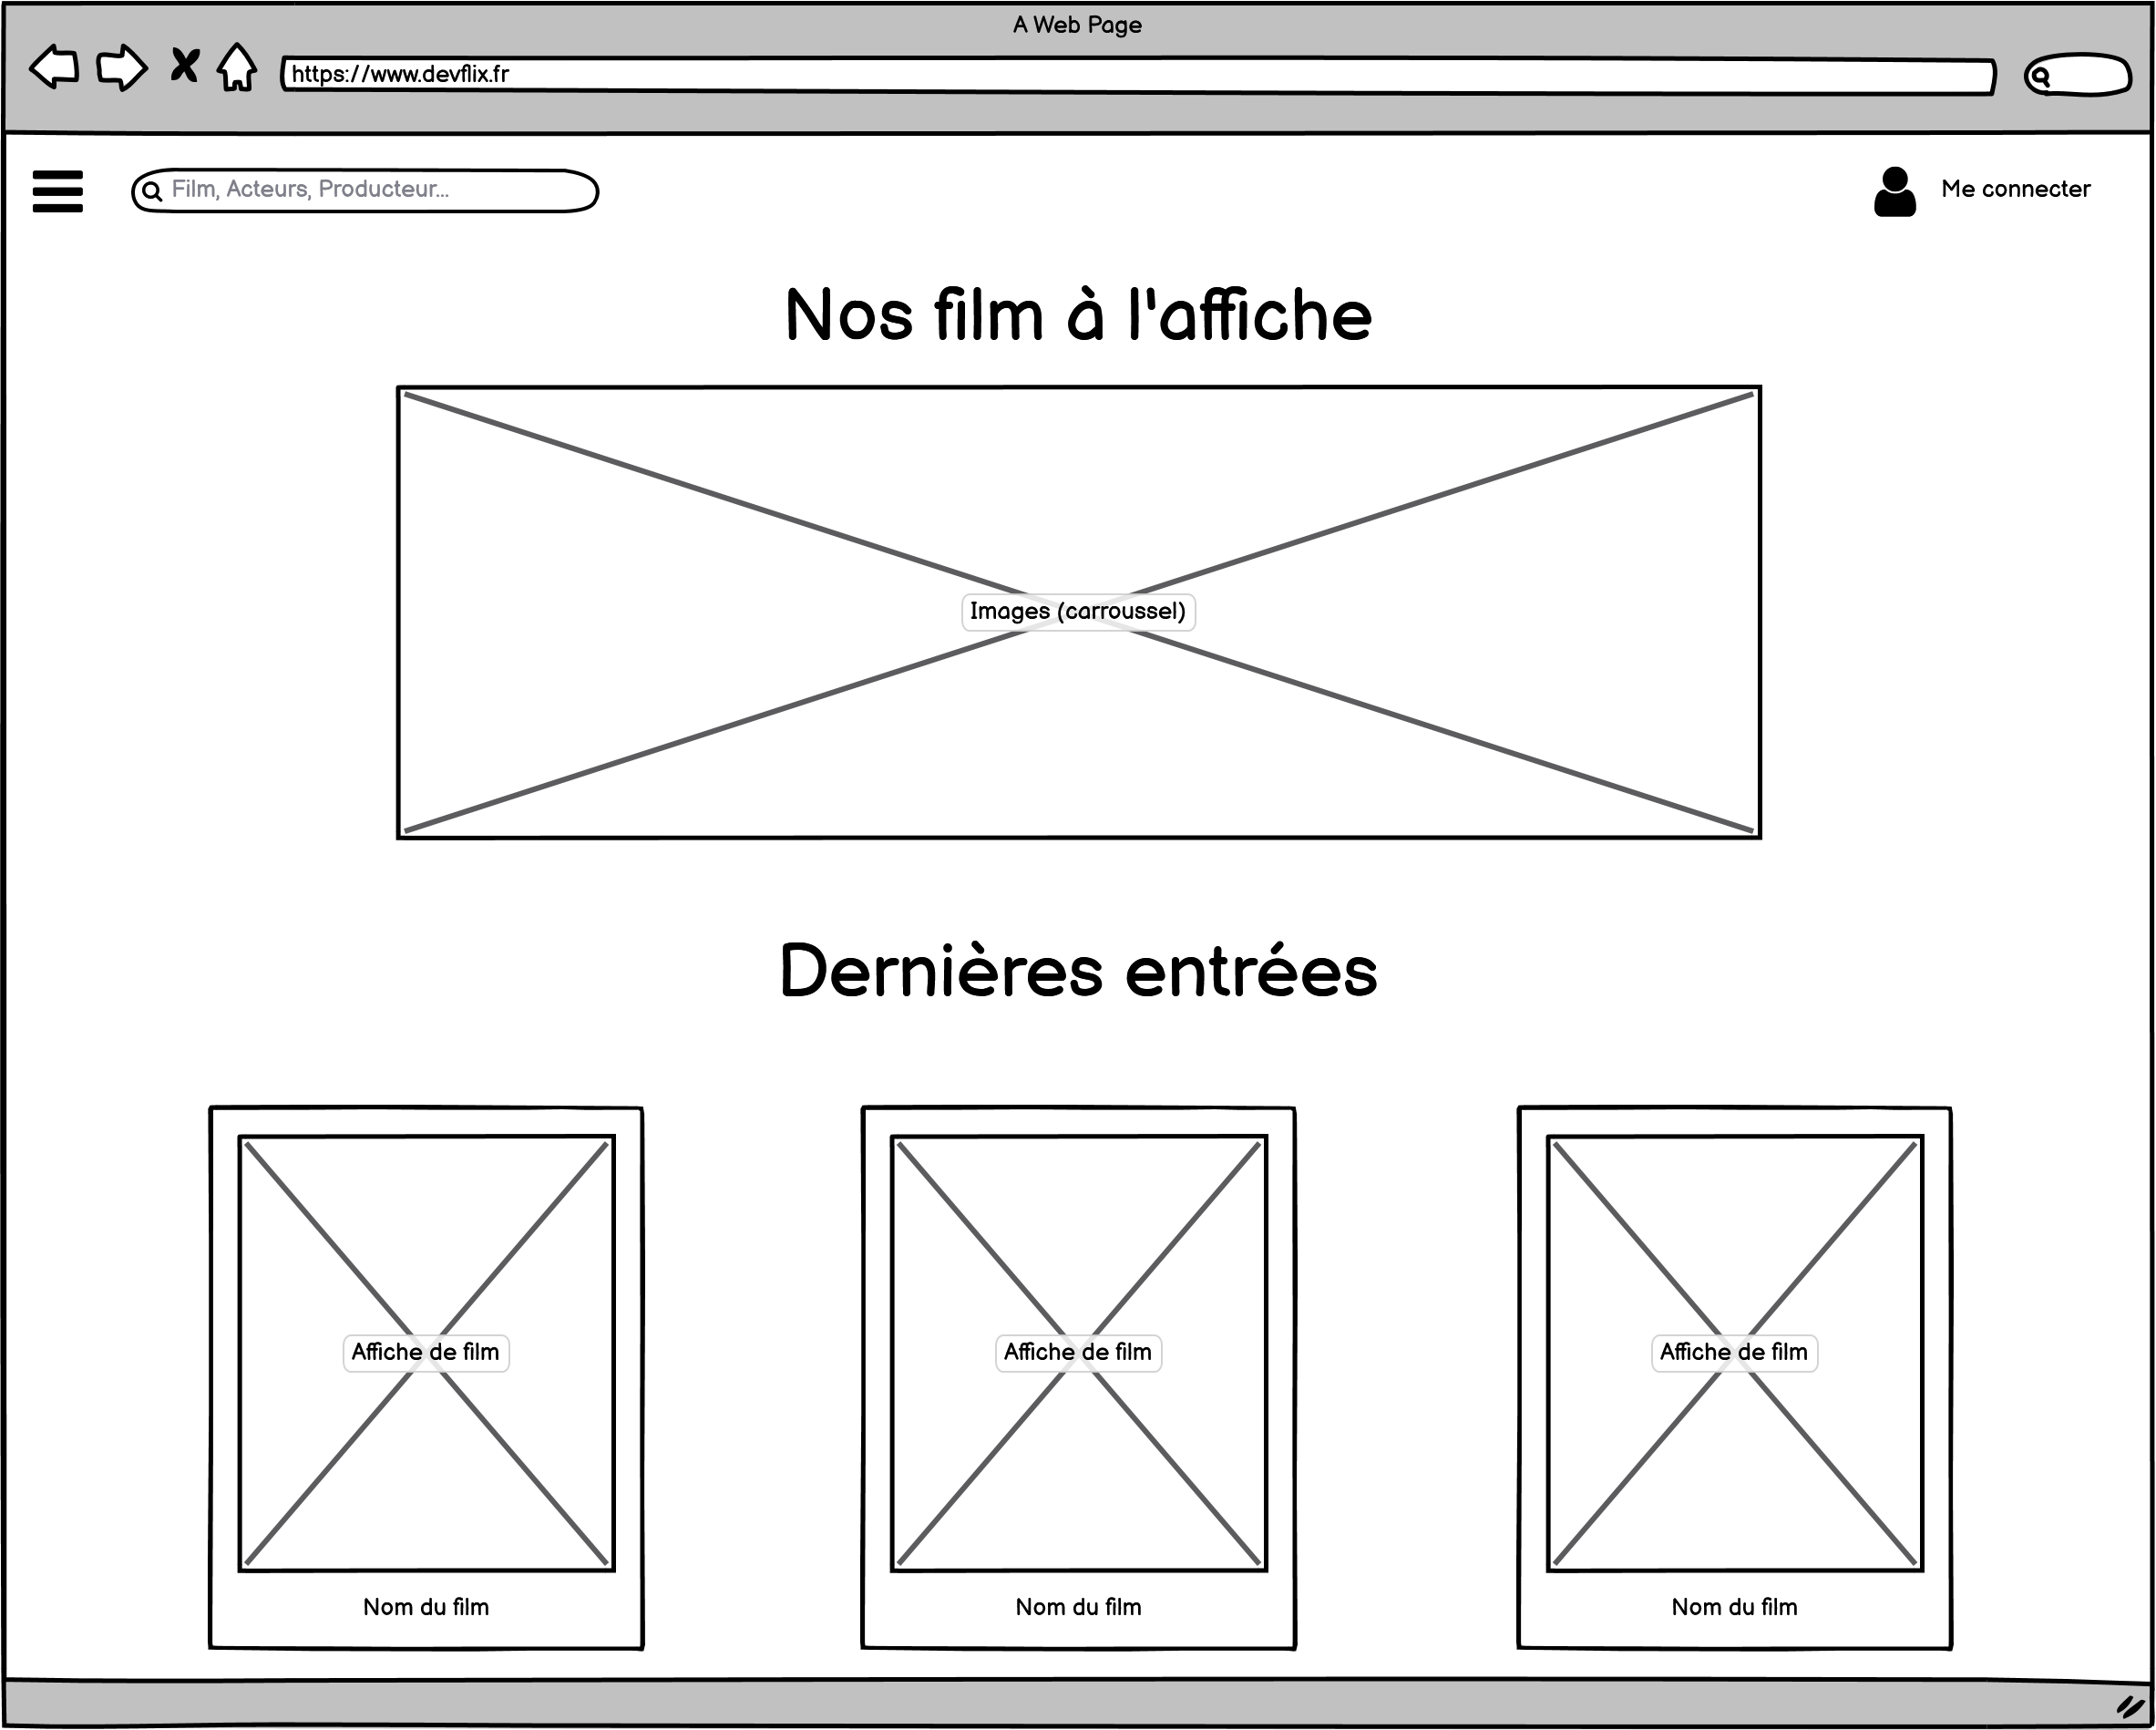 A Web Page
https://www.devflix.fr
Film, Acteurs, Producteur...
Me connecter
Nos film à l'affiche
Images (carroussel)
Dernières entrées
Affiche de film
Affiche de film
Affiche de film
Nom du film
Nom du film
Nom du film